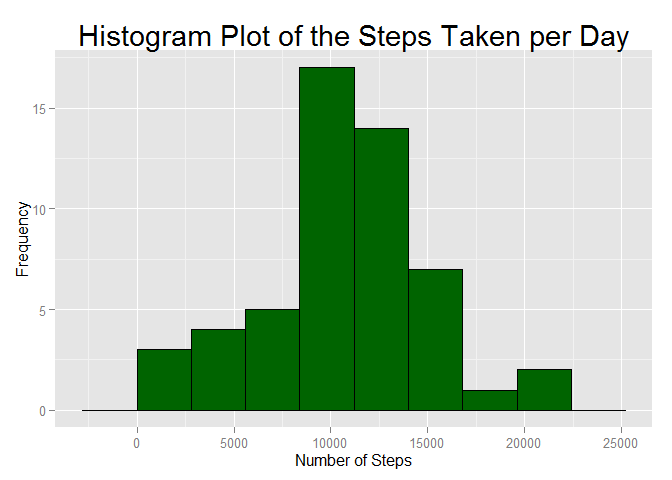 Histogram Plot of the Steps Taken per Day
Frequency
15
10
5
0
0 5000 10000 15000 20000 25000
Number of Steps